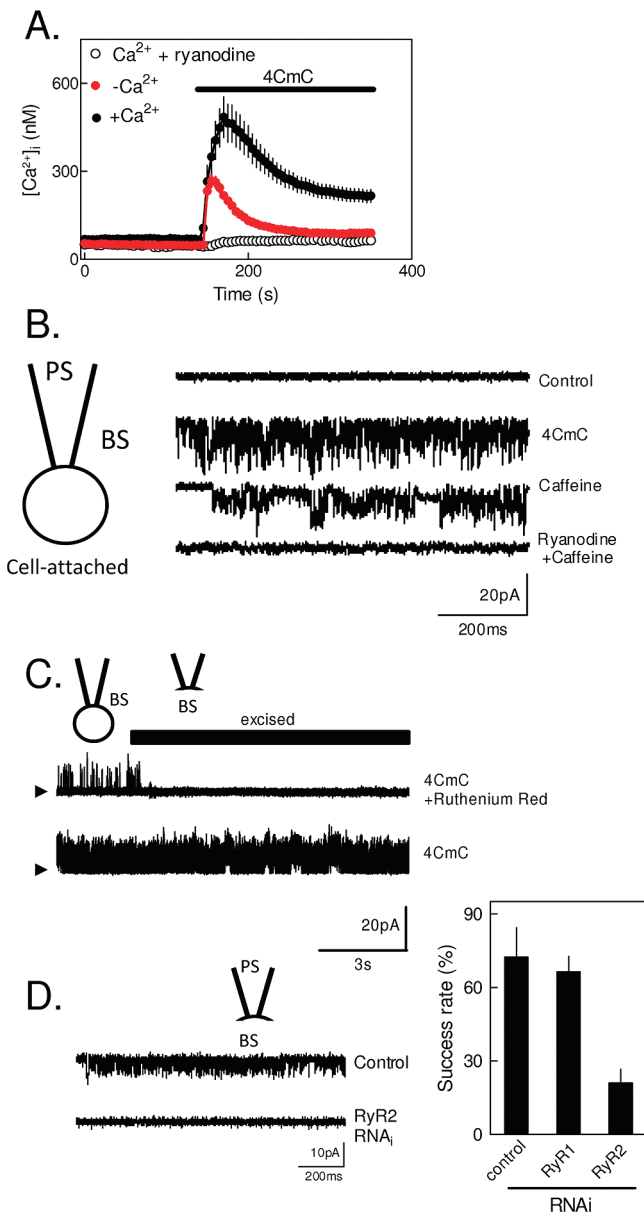 A.
Ca2+ + ryanodine
-Ca2+
+Ca2+
4CmC
600
300
0
[Ca2+]i (nM)
0
200
400
Time (s)
B.
PS
BS
Cell-attached
Control
4CmC
Caffeine
Ryanodine
+Caffeine
20pA
200ms
C.
BS
BS
excised
4CmC
+Ruthenium Red
4CmC
20pA
3s
D.
PS
BS
Control
RyR2
RNAi
10pA
200ms
90
60
30
0
Success rate (%)
control
RyR1
RyR2
RNAi